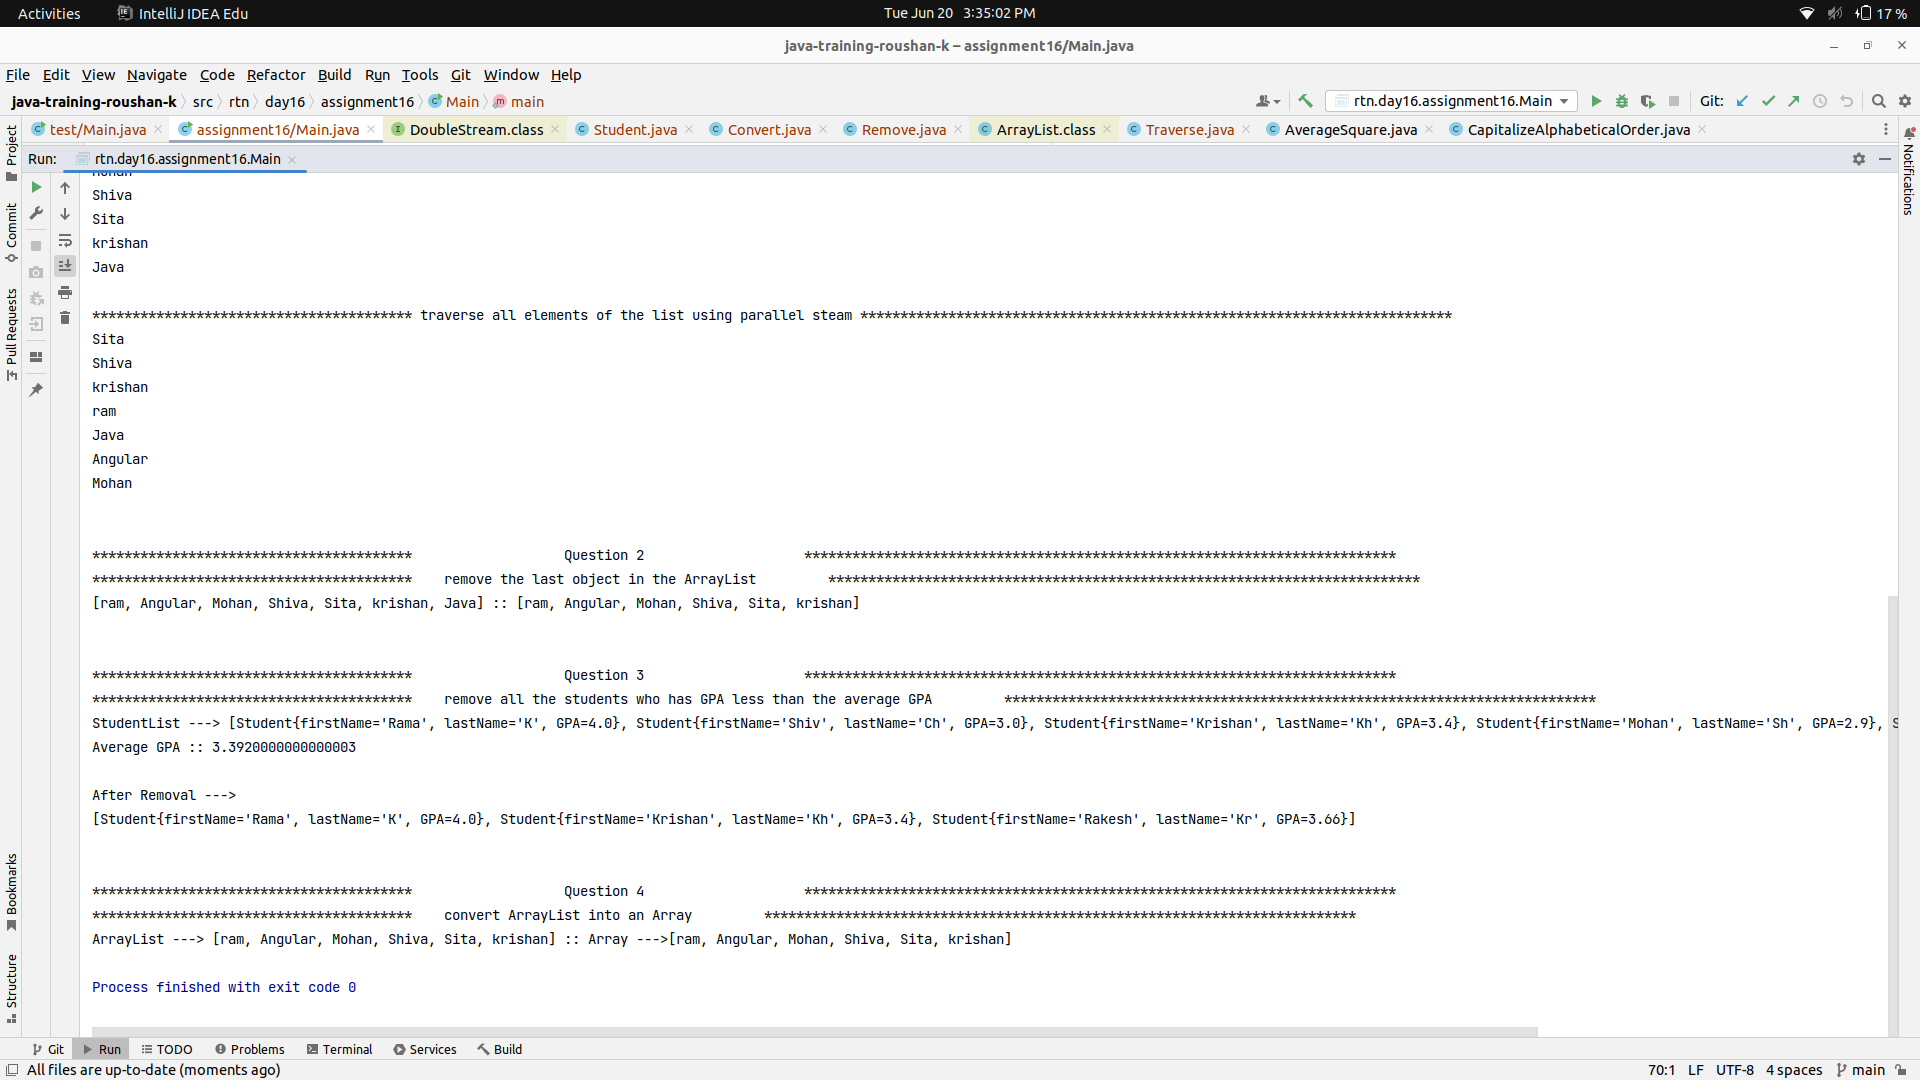 Activities IntelliJ IDEA Edu Tue Jun 20 3:35:02 PM 17 %
java-training-roushan-k – assignment16/Main.java
File Edit View Navigate Code Refactor Build Run Tools Git Window Help
java-training-roushan-k src rtn day16 assignment16 Main main rtn.day16.assignment16.Main Git:
test/Main.java assignment16/Main.java DoubleStream.class Student.java Convert.java Remove.java ArrayList.class Traverse.java AverageSquare.java CapitalizeAlphabeticalOrder.java
Run: rtn.day16.assignment16.Main
Project
Commit
Pull Requests
Bookmarks
Structure
Notifications
Mohan
Shiva
Sita
krishan
Java
**************************************** traverse all elements of the list using parallel steam **************************************************************************
Sita
Shiva
krishan
ram
Java
Angular
Mohan
**************************************** Question 2 **************************************************************************
**************************************** remove the last object in the ArrayList **************************************************************************
[ram, Angular, Mohan, Shiva, Sita, krishan, Java] :: [ram, Angular, Mohan, Shiva, Sita, krishan]
**************************************** Question 3 **************************************************************************
**************************************** remove all the students who has GPA less than the average GPA **************************************************************************
StudentList ---> [Student{firstName='Rama', lastName='K', GPA=4.0}, Student{firstName='Shiv', lastName='Ch', GPA=3.0}, Student{firstName='Krishan', lastName='Kh', GPA=3.4}, Student{firstName='Mohan', lastName='Sh', GPA=2.9}, S
Average GPA :: 3.3920000000000003
After Removal --->
[Student{firstName='Rama', lastName='K', GPA=4.0}, Student{firstName='Krishan', lastName='Kh', GPA=3.4}, Student{firstName='Rakesh', lastName='Kr', GPA=3.66}]
**************************************** Question 4 **************************************************************************
**************************************** convert ArrayList into an Array **************************************************************************
ArrayList ---> [ram, Angular, Mohan, Shiva, Sita, krishan] :: Array --->[ram, Angular, Mohan, Shiva, Sita, krishan]
Process finished with exit code 0
Git Run TODO Problems Terminal Services Build
All files are up-to-date (moments ago) 70:1 LF UTF-8 4 spaces main